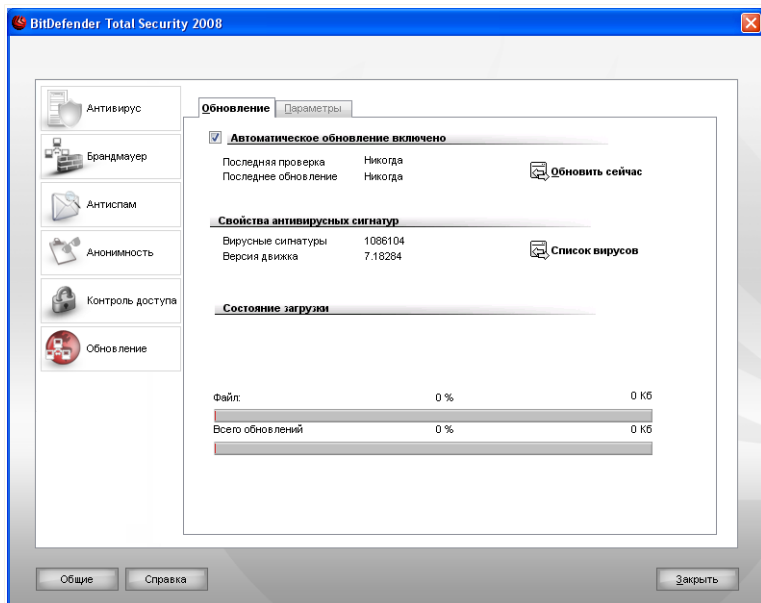 BitDefender Total Security 2008
Антивирус
Брандмауер
Антиспам
Анонимность
Контроль доступа
Обновление
Обновление Параметры
Автоматическое обновление включено
Последняя проверка Никогда
Последнее обновление Никогда
Обновить сейчас
Свойства антивирусных сигнатур
Вирусные сигнатуры 1086104
Версия движка 7.18284
Список вирусов
Состояние загрузки
Файл: 0 % 0 Кб
Всего обновлений 0 % 0 Кб
Общие Справка Закрыть